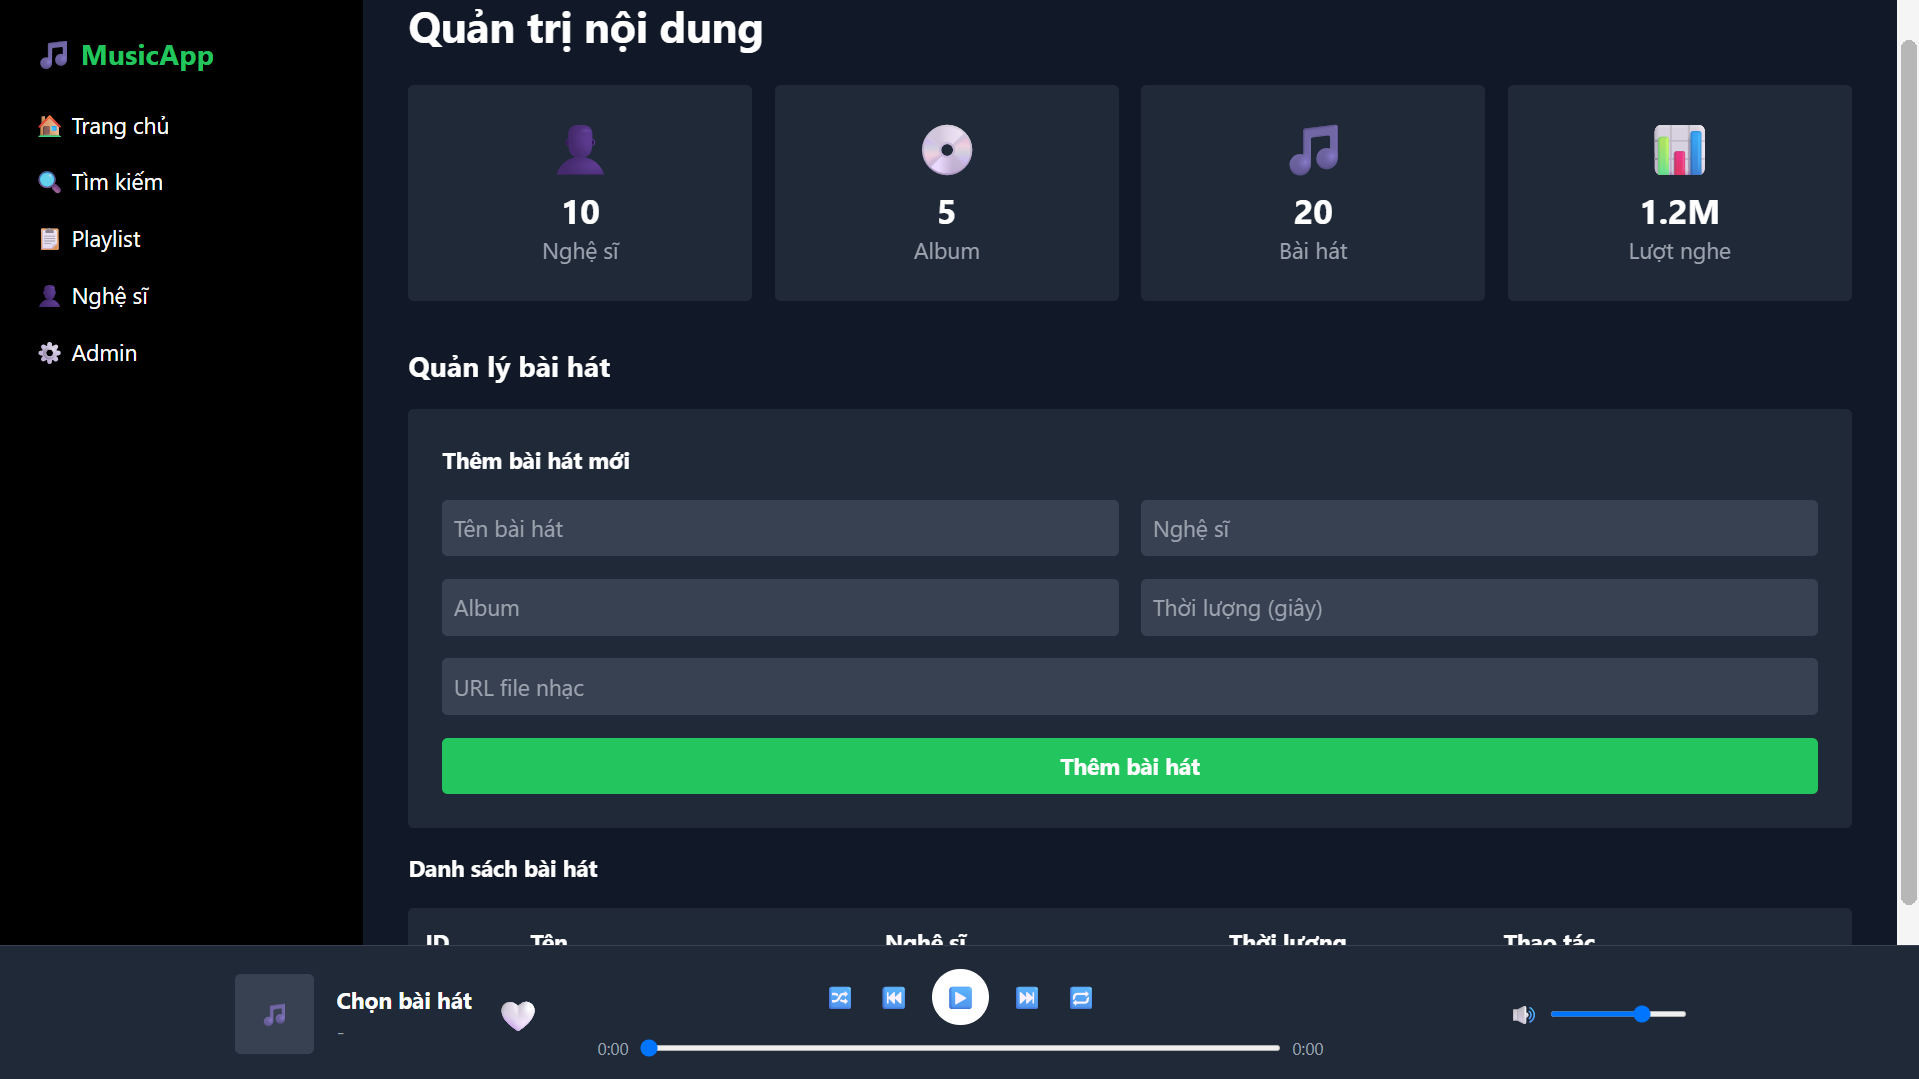 MusicApp
Trang chủ
Tìm kiếm
Playlist
Nghệ sĩ
Admin
Quản trị nội dung
10
Nghệ sĩ
5
Album
20
Bài hát
1.2M
Lượt nghe
Quản lý bài hát
Thêm bài hát mới
Tên bài hát
Nghệ sĩ
Album
Thời lượng (giây)
URL file nhạc
Thêm bài hát
Danh sách bài hát
ID Tên Nghệ sĩ Thời lượng Thao tác
Chọn bài hát
-
0:00
0:00